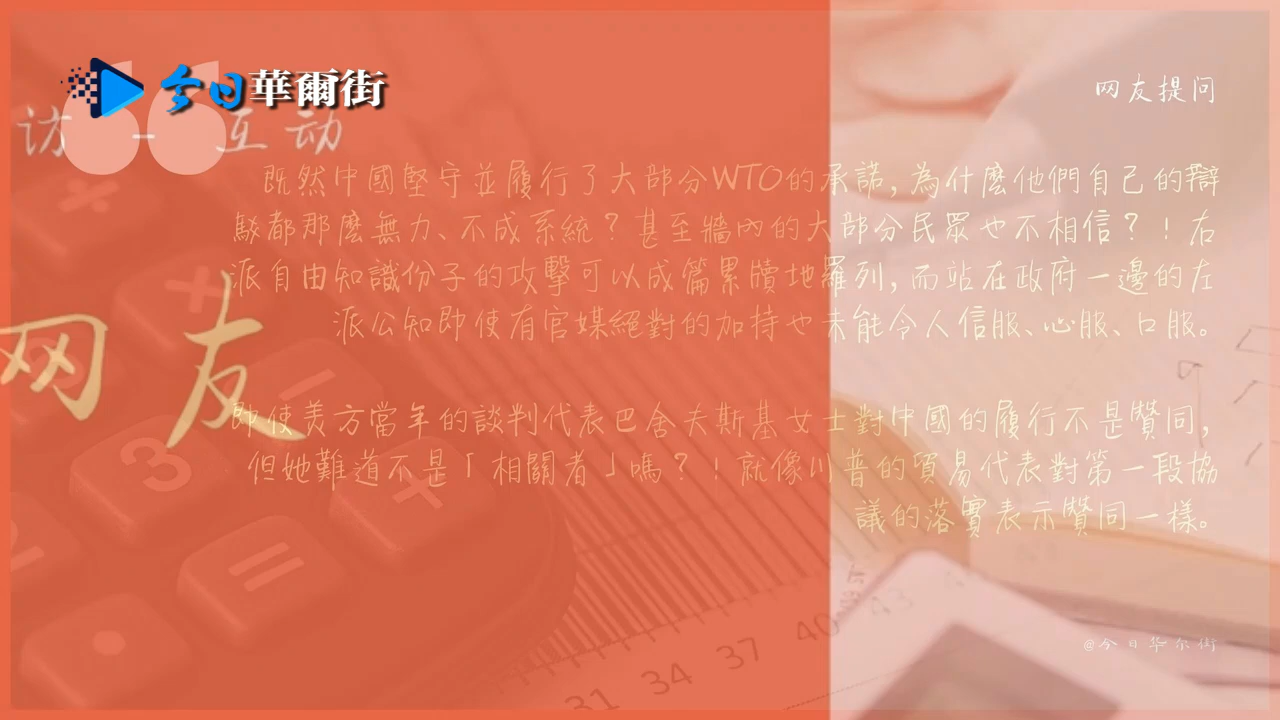 今日華爾街
访-互动
网友提问
既然中國堅守並履行了大部分WTO的承諾,為什麼他們自己的辯
駁都那麼無力、不成系統?甚至牆內的大部分民眾也不相信?!右
派自由知識份子的攻擊可以成篇累牘地羅列,而站在政府一邊的左
派公知即使有官媒絕對的加持也未能令人信服、心服、口服。
网友
即使美方當年的談判代表巴舍夫斯基女士對中國的履行不是贊同,
但她難道不是「相關者」嗎?!就像川普的貿易代表對第一段協
議的落實表示贊同一樣。
3
-
+
=
31 34 37 40 43
@今日华尔街